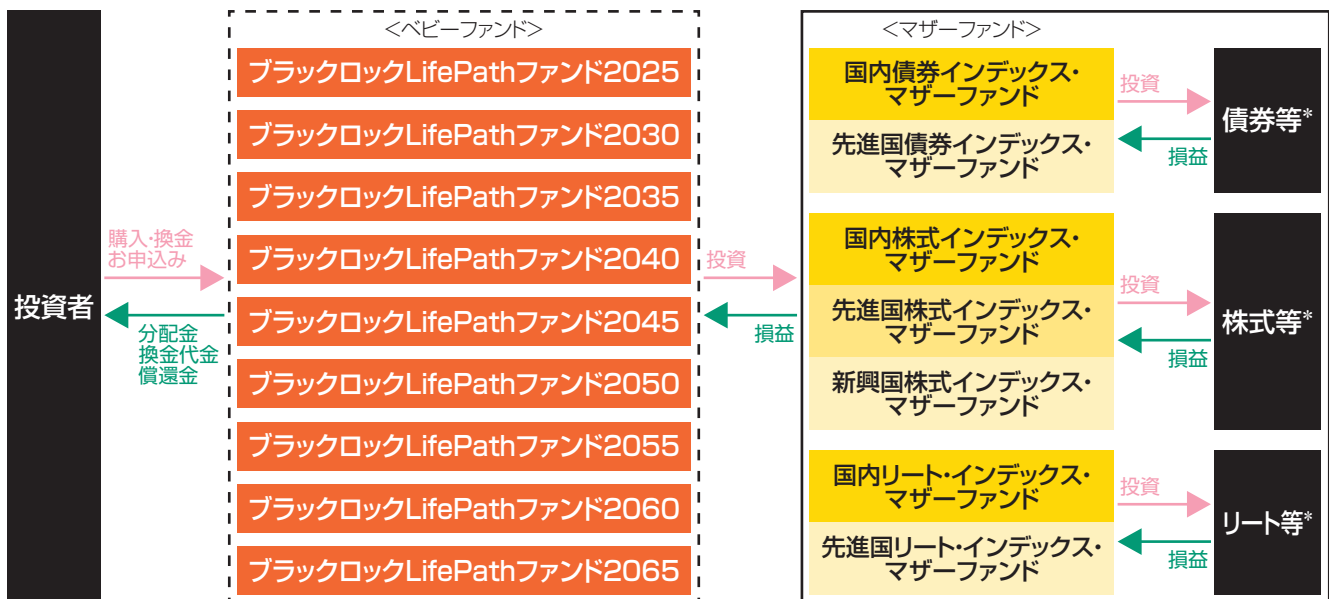 投資者
購入・換金
お申込み
分配金
換金代金
償還金
＜ベビーファンド＞
ブラックロックLifePathファンド2025
ブラックロックLifePathファンド2030
ブラックロックLifePathファンド2035
ブラックロックLifePathファンド2040
ブラックロックLifePathファンド2045
ブラックロックLifePathファンド2050
ブラックロックLifePathファンド2055
ブラックロックLifePathファンド2060
ブラックロックLifePathファンド2065
投資
損益
＜マザーファンド＞
国内債券インデックス・
マザーファンド
先進国債券インデックス・
マザーファンド
投資
損益
債券等*
国内株式インデックス・
マザーファンド
先進国株式インデックス・
マザーファンド
新興国株式インデックス・
マザーファンド
投資
損益
株式等*
国内リート・インデックス・
マザーファンド
先進国リート・インデックス・
マザーファンド
投資
損益
リート等*